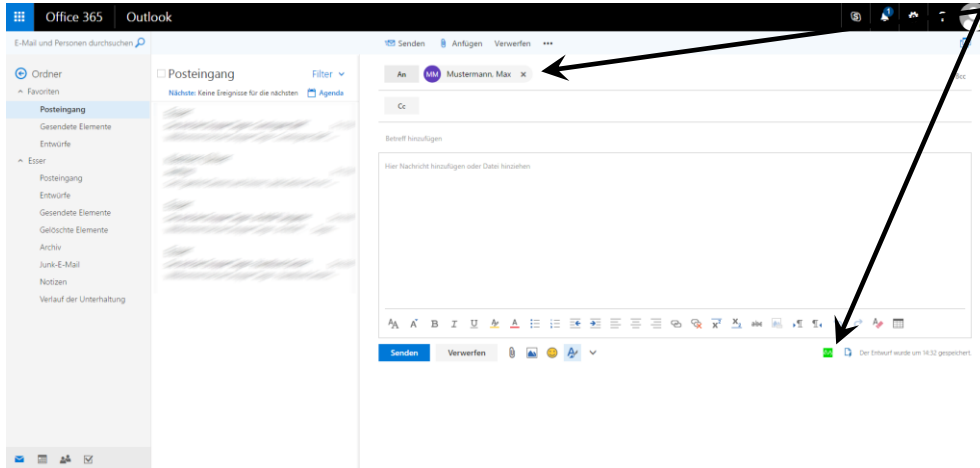 Office 365 Outlook
E-Mail und Personen durchsuchen
Senden Anfügen Verwerfen •••
Ordner
Favoriten
Posteingang
Gesendete Elemente
Entwürfe
Esser
Posteingang
Entwürfe
Gesendete Elemente
Gelöschte Elemente
Archiv
Junk-E-Mail
Notizen
Verlauf der Unterhaltung
Posteingang Filter
Nächste: Keine Ereignisse für die nächsten Agenda
An MM Mustermann, Max x
Bcc
Cc
Betreff hinzufügen
Hier Nachricht hinzufügen oder Datei hinziehen
Senden Verwerfen
Der Entwurf wurde um 14:32 gespeichert.